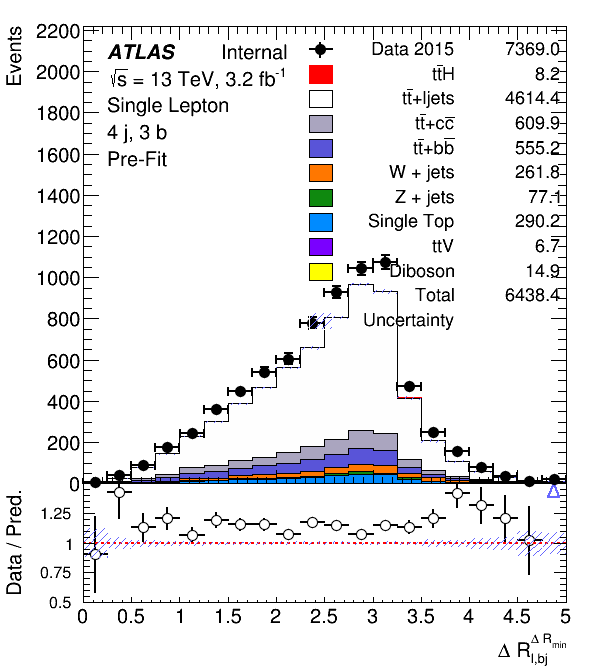 Events
2200
2000
1800
1600
1400
1200
1000
800
600
400
200
0
ATLAS Internal
√s = 13 TeV, 3.2 fb-1
Single Lepton
4 j, 3 b
Pre-Fit
Data 2015 7369.0
tt̄H 8.2
tt̄+ljets 4614.4
tt̄+cc̄ 609.9
tt̄+bb̄ 555.2
W + jets 261.8
Z + jets 77.1
Single Top 290.2
ttV 6.7
Diboson 14.9
Total 6438.4
Uncertainty
Data / Pred.
1.25
1
0.75
0.5
0 0.5 1 1.5 2 2.5 3 3.5 4 4.5 5
Δ R l,bj Δ R min